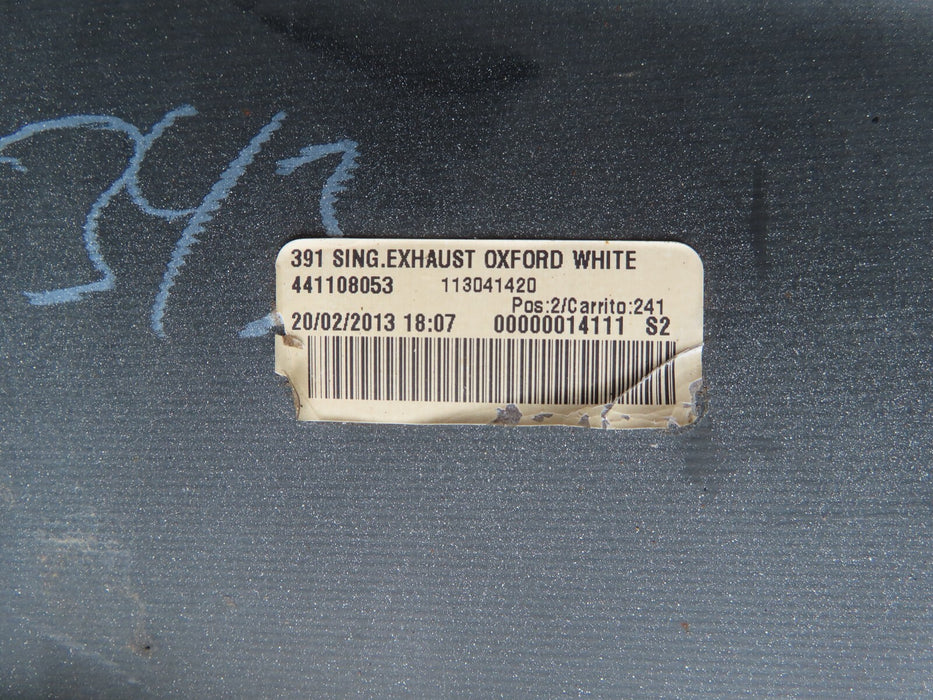 391 SING.EXHAUST OXFORD WHITE
441108053 113041420
Pos:2/Carrito:241
20/02/2013 18:07 00000014111 S2